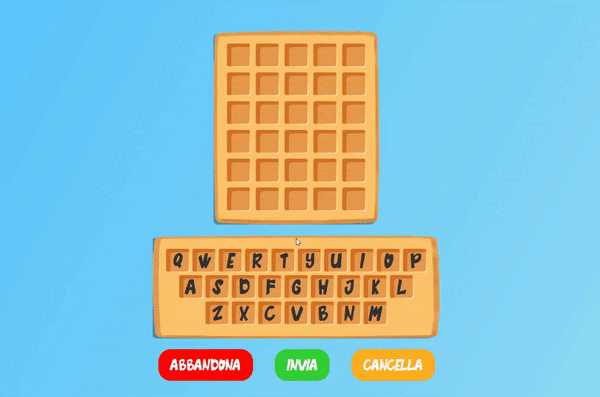 Q W E R T Y U I O P
A S D F G H J K L
Z X C V B N M
ABBANDONA INVIA CANCELLA